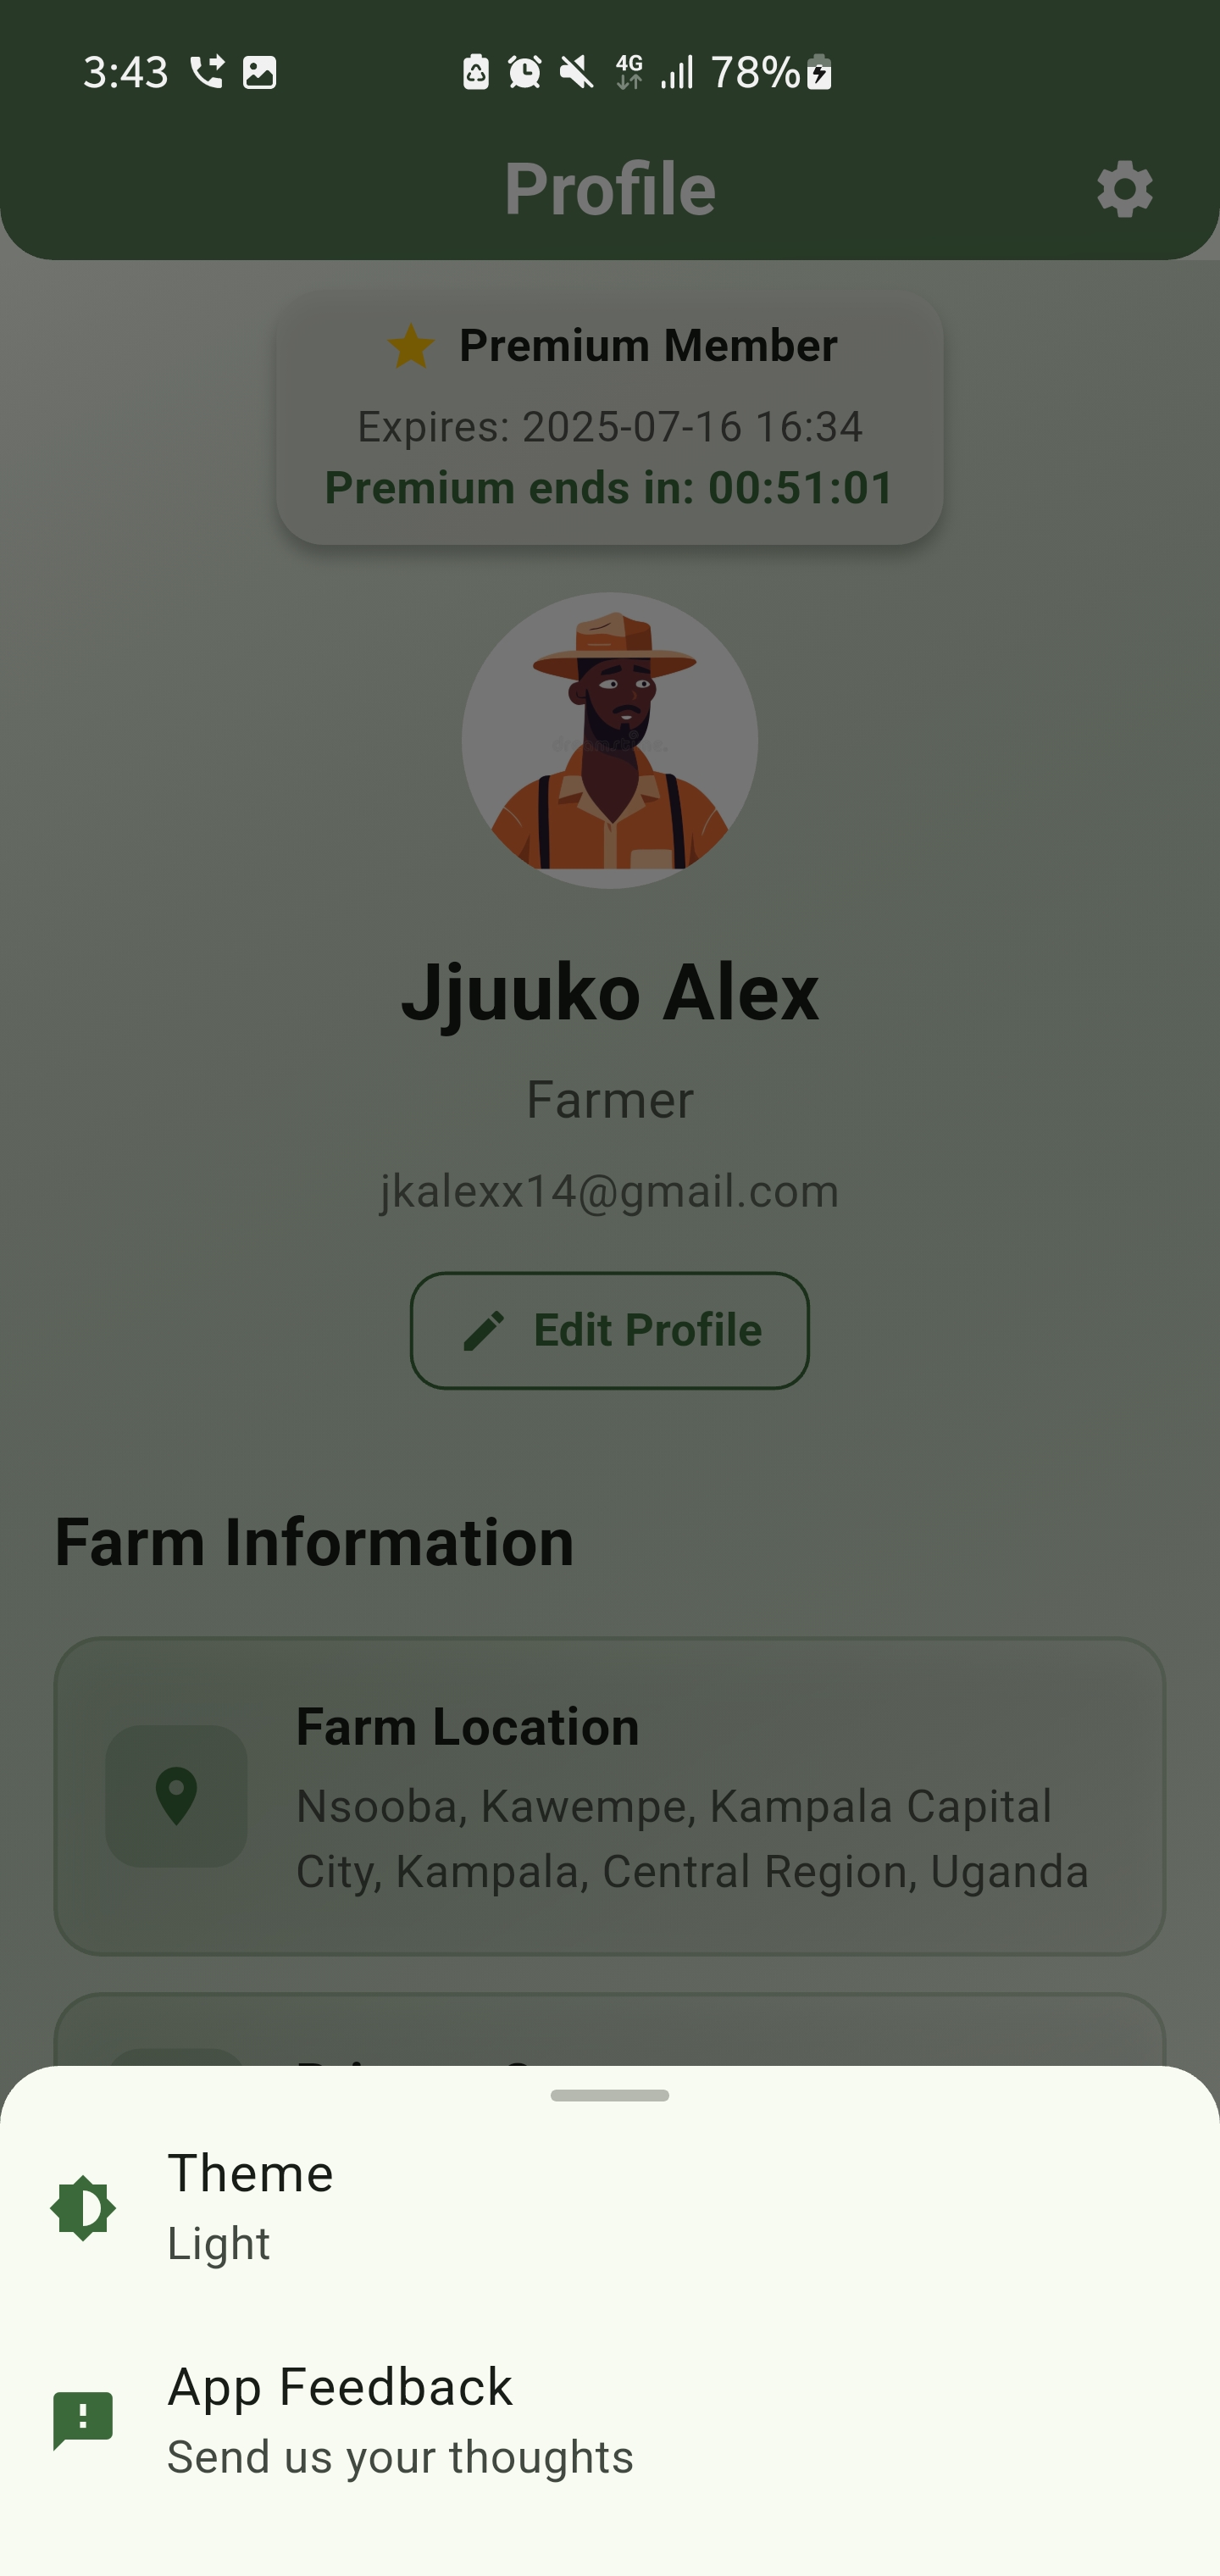 3:43
4G
78%
Profile
Premium Member
Expires: 2025-07-16 16:34
Premium ends in: 00:51:01
Jjuuko Alex
Farmer
jkalexx14@gmail.com
Edit Profile
Farm Information
Farm Location
Nsooba, Kawempe, Kampala Capital
City, Kampala, Central Region, Uganda
Theme
Light
App Feedback
Send us your thoughts